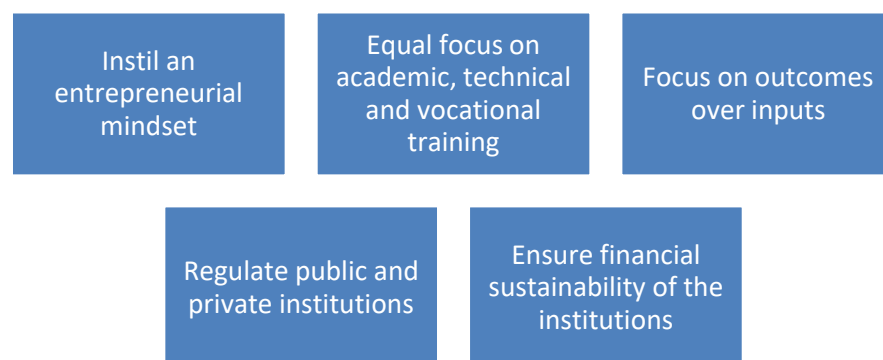 Instil an
entrepreneurial
mindset
Equal focus on
academic, technical
and vocational
training
Focus on outcomes
over inputs
Regulate public and
private institutions
Ensure financial
sustainability of the
institutions